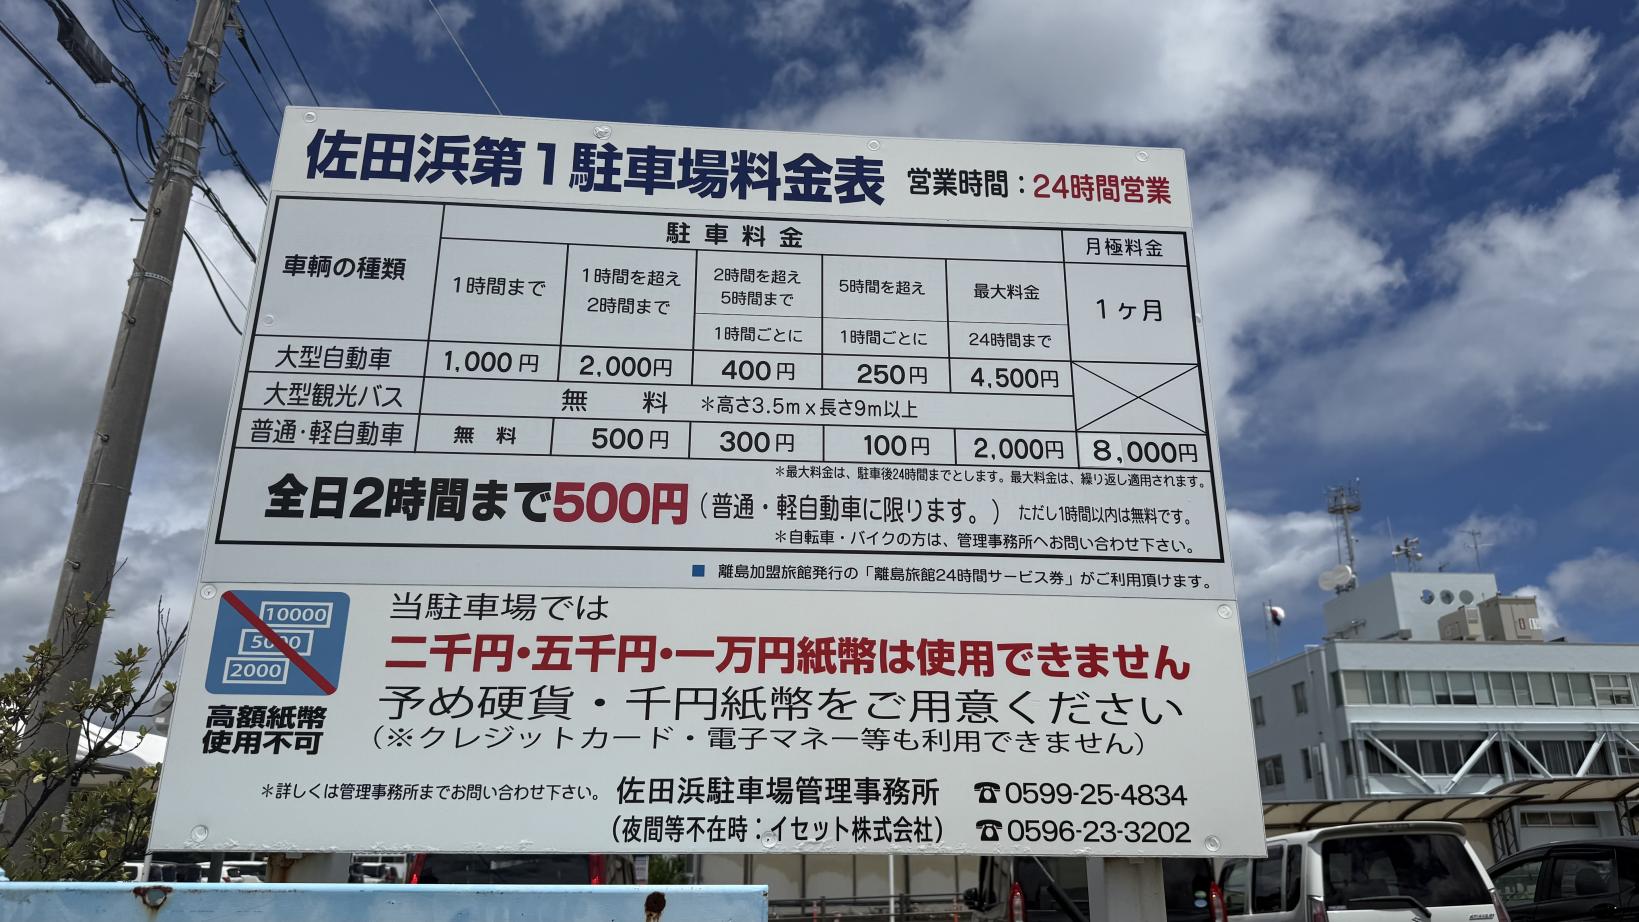 佐田浜第1駐車場料金表 営業時間：24時間営業
車輌の種類 駐車料金 月極料金
1時間まで 1時間を超え2時間まで 2時間を超え5時間まで 5時間を超え 最大料金 1ヶ月
1時間ごとに 1時間ごとに 24時間まで
大型自動車 1,000円 2,000円 400円 250円 4,500円
大型観光バス 無料 ＊高さ3.5m x 長さ9m以上
普通・軽自動車 無料 500円 300円 100円 2,000円 8,000円
＊最大料金は、駐車後24時間までとします。最大料金は、繰り返し適用されます。
全日2時間まで500円（普通・軽自動車に限ります。） ただし1時間以内は無料です。
＊自転車・バイクの方は、管理事務所へお問い合わせ下さい。
■ 離島加盟旅館発行の「離島旅館24時間サービス券」がご利用頂けます。
10000
5000
2000
高額紙幣
使用不可
当駐車場では
二千円・五千円・一万円紙幣は使用できません
予め硬貨・千円紙幣をご用意ください
（※クレジットカード・電子マネー等も利用できません）
＊詳しくは管理事務所までお問い合わせ下さい。 佐田浜駐車場管理事務所 ☎0599-25-4834
（夜間等不在時：イセット株式会社） ☎0596-23-3202